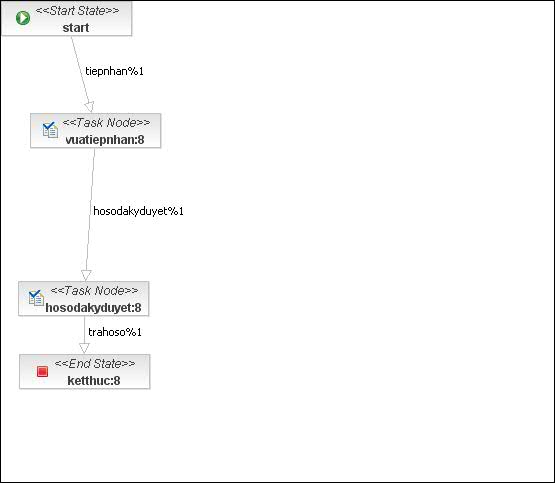 <<Start State>>
start
tiepnhan%1
<<Task Node>>
vuatiepnhan:8
hosodakyduyet%1
<<Task Node>>
hosodakyduyet:8
trahoso%1
<<End State>>
ketthuc:8